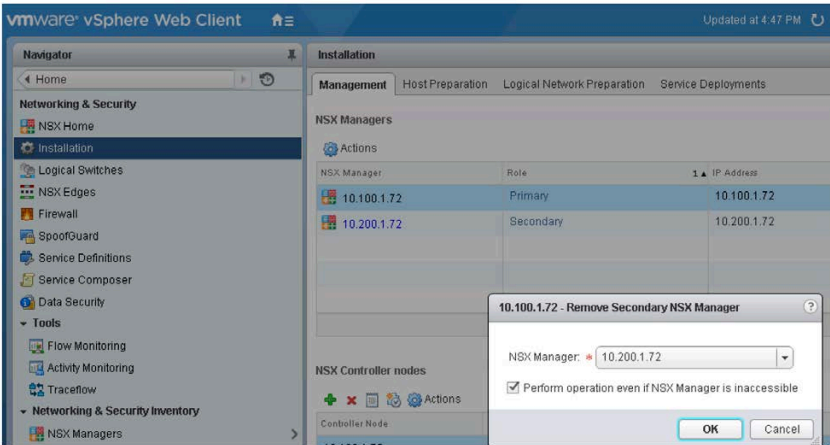 vmware® vSphere Web Client
Updated at 4:47 PM
Navigator
Home
Networking & Security
NSX Home
Installation
Logical Switches
NSX Edges
Firewall
SpoofGuard
Service Definitions
Service Composer
Data Security
Tools
Flow Monitoring
Activity Monitoring
Traceflow
Networking & Security Inventory
NSX Managers
Installation
Management Host Preparation Logical Network Preparation Service Deployments
NSX Managers
Actions
NSX Manager Role 1 ▲ IP Address
10.100.1.72 Primary 10.100.1.72
10.200.1.72 Secondary 10.200.1.72
NSX Controller nodes
Actions
Controller Node
10.100.1.72 - Remove Secondary NSX Manager ?
NSX Manager: * 10.200.1.72
Perform operation even if NSX Manager is inaccessible
OK Cancel